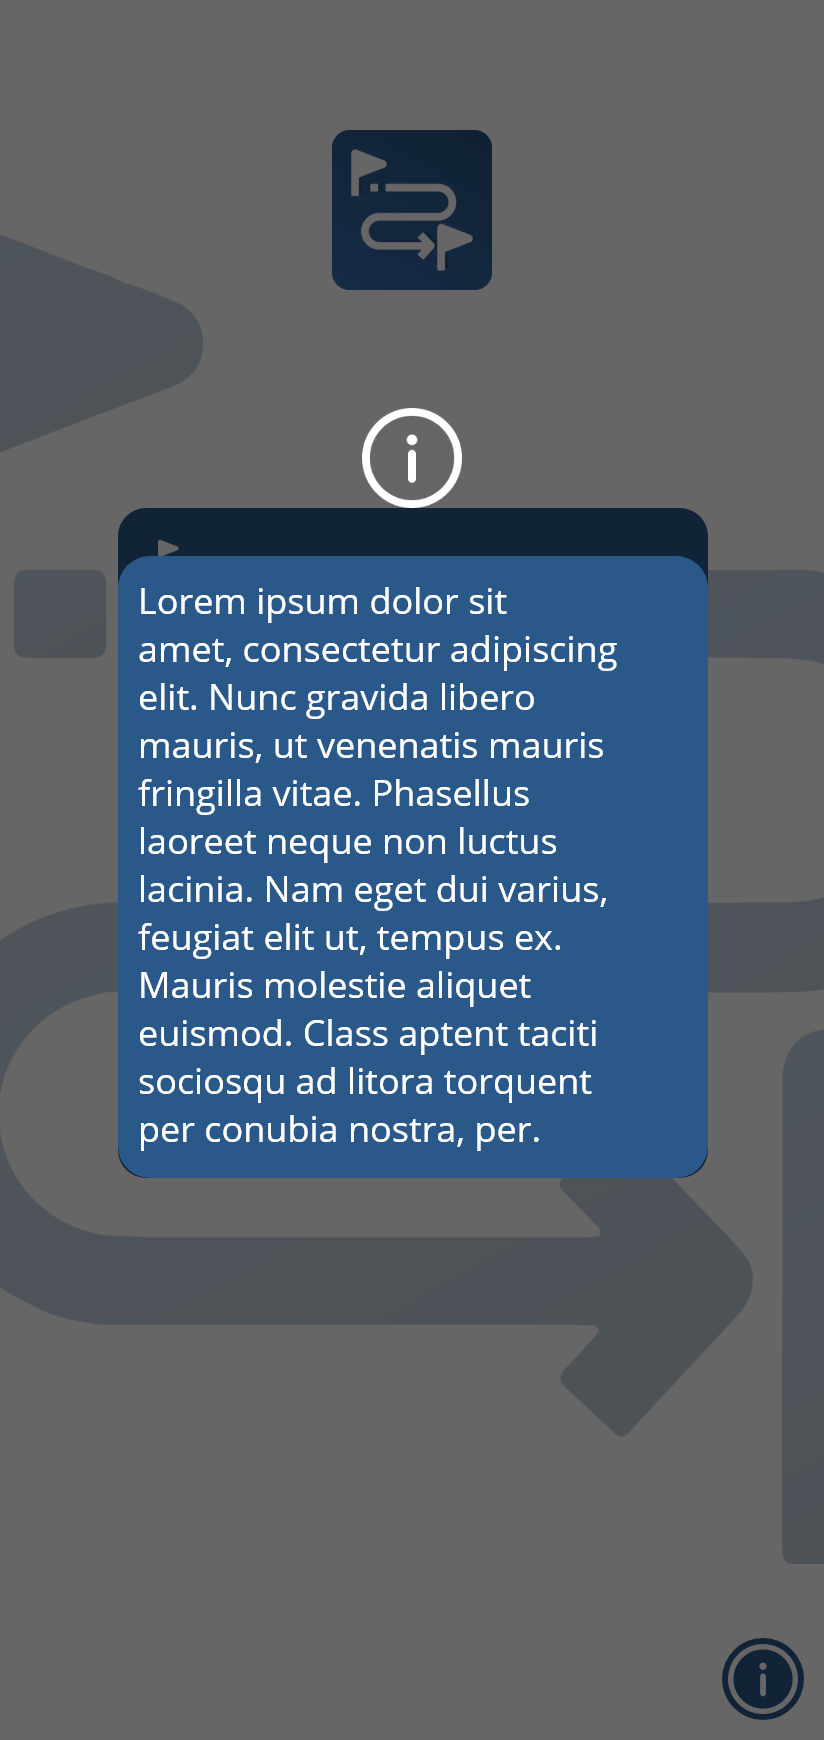 Lorem ipsum dolor sit
amet, consectetur adipiscing
elit. Nunc gravida libero
mauris, ut venenatis mauris
fringilla vitae. Phasellus
laoreet neque non luctus
lacinia. Nam eget dui varius,
feugiat elit ut, tempus ex.
Mauris molestie aliquet
euismod. Class aptent taciti
sociosqu ad litora torquent
per conubia nostra, per.